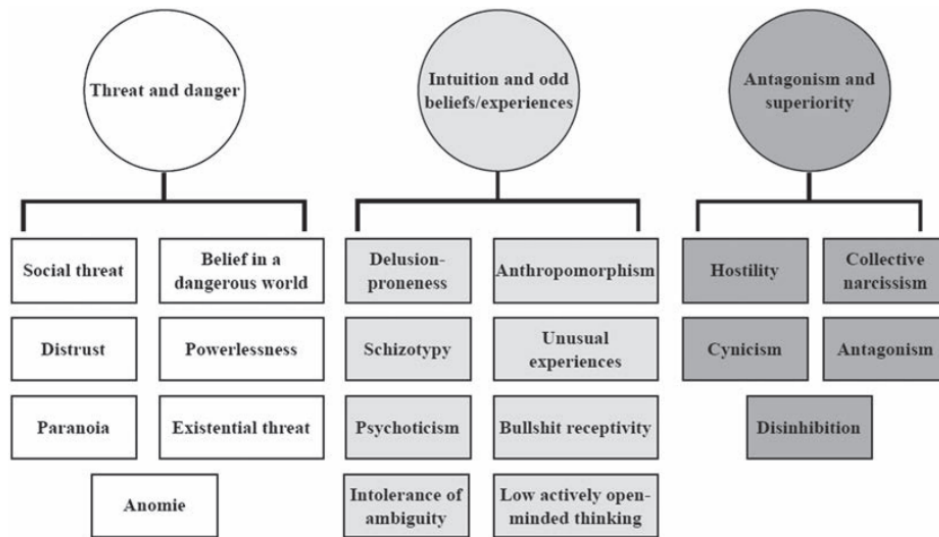 Threat and danger
Intuition and odd
beliefs/experiences
Antagonism and
superiority
Social threat
Belief in a
dangerous world
Distrust
Powerlessness
Paranoia
Existential threat
Anomie
Delusion-
proneness
Anthropomorphism
Schizotypy
Unusual
experiences
Psychoticism
Bullshit receptivity
Intolerance of
ambiguity
Low actively open-
minded thinking
Hostility
Collective
narcissism
Cynicism
Antagonism
Disinhibition